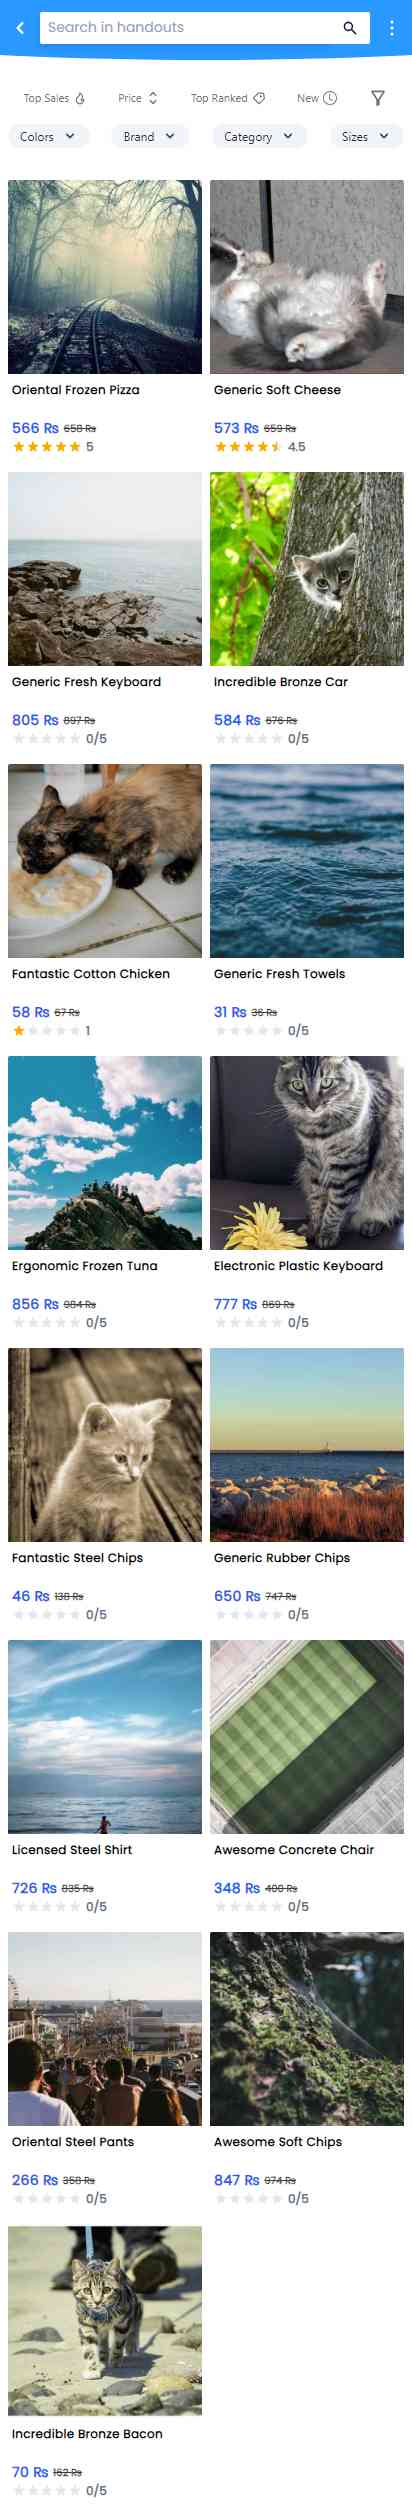 Search in handouts
Top Sales Price Top Ranked New
Colors Brand Category Sizes
Oriental Frozen Pizza
566 Rs 658 Rs
5
Generic Soft Cheese
573 Rs 659 Rs
4.5
Generic Fresh Keyboard
805 Rs 897 Rs
0/5
Incredible Bronze Car
584 Rs 676 Rs
0/5
Fantastic Cotton Chicken
58 Rs 67 Rs
1
Generic Fresh Towels
31 Rs 36 Rs
0/5
Ergonomic Frozen Tuna
856 Rs 984 Rs
0/5
Electronic Plastic Keyboard
777 Rs 869 Rs
0/5
Fantastic Steel Chips
46 Rs 138 Rs
0/5
Generic Rubber Chips
650 Rs 747 Rs
0/5
Licensed Steel Shirt
726 Rs 835 Rs
0/5
Awesome Concrete Chair
348 Rs Rs
0/5
Oriental Steel Pants
266 Rs 358 Rs
0/5
Awesome Soft Chips
847 Rs 974 Rs
0/5
Incredible Bronze Bacon
70 Rs 162 Rs
0/5